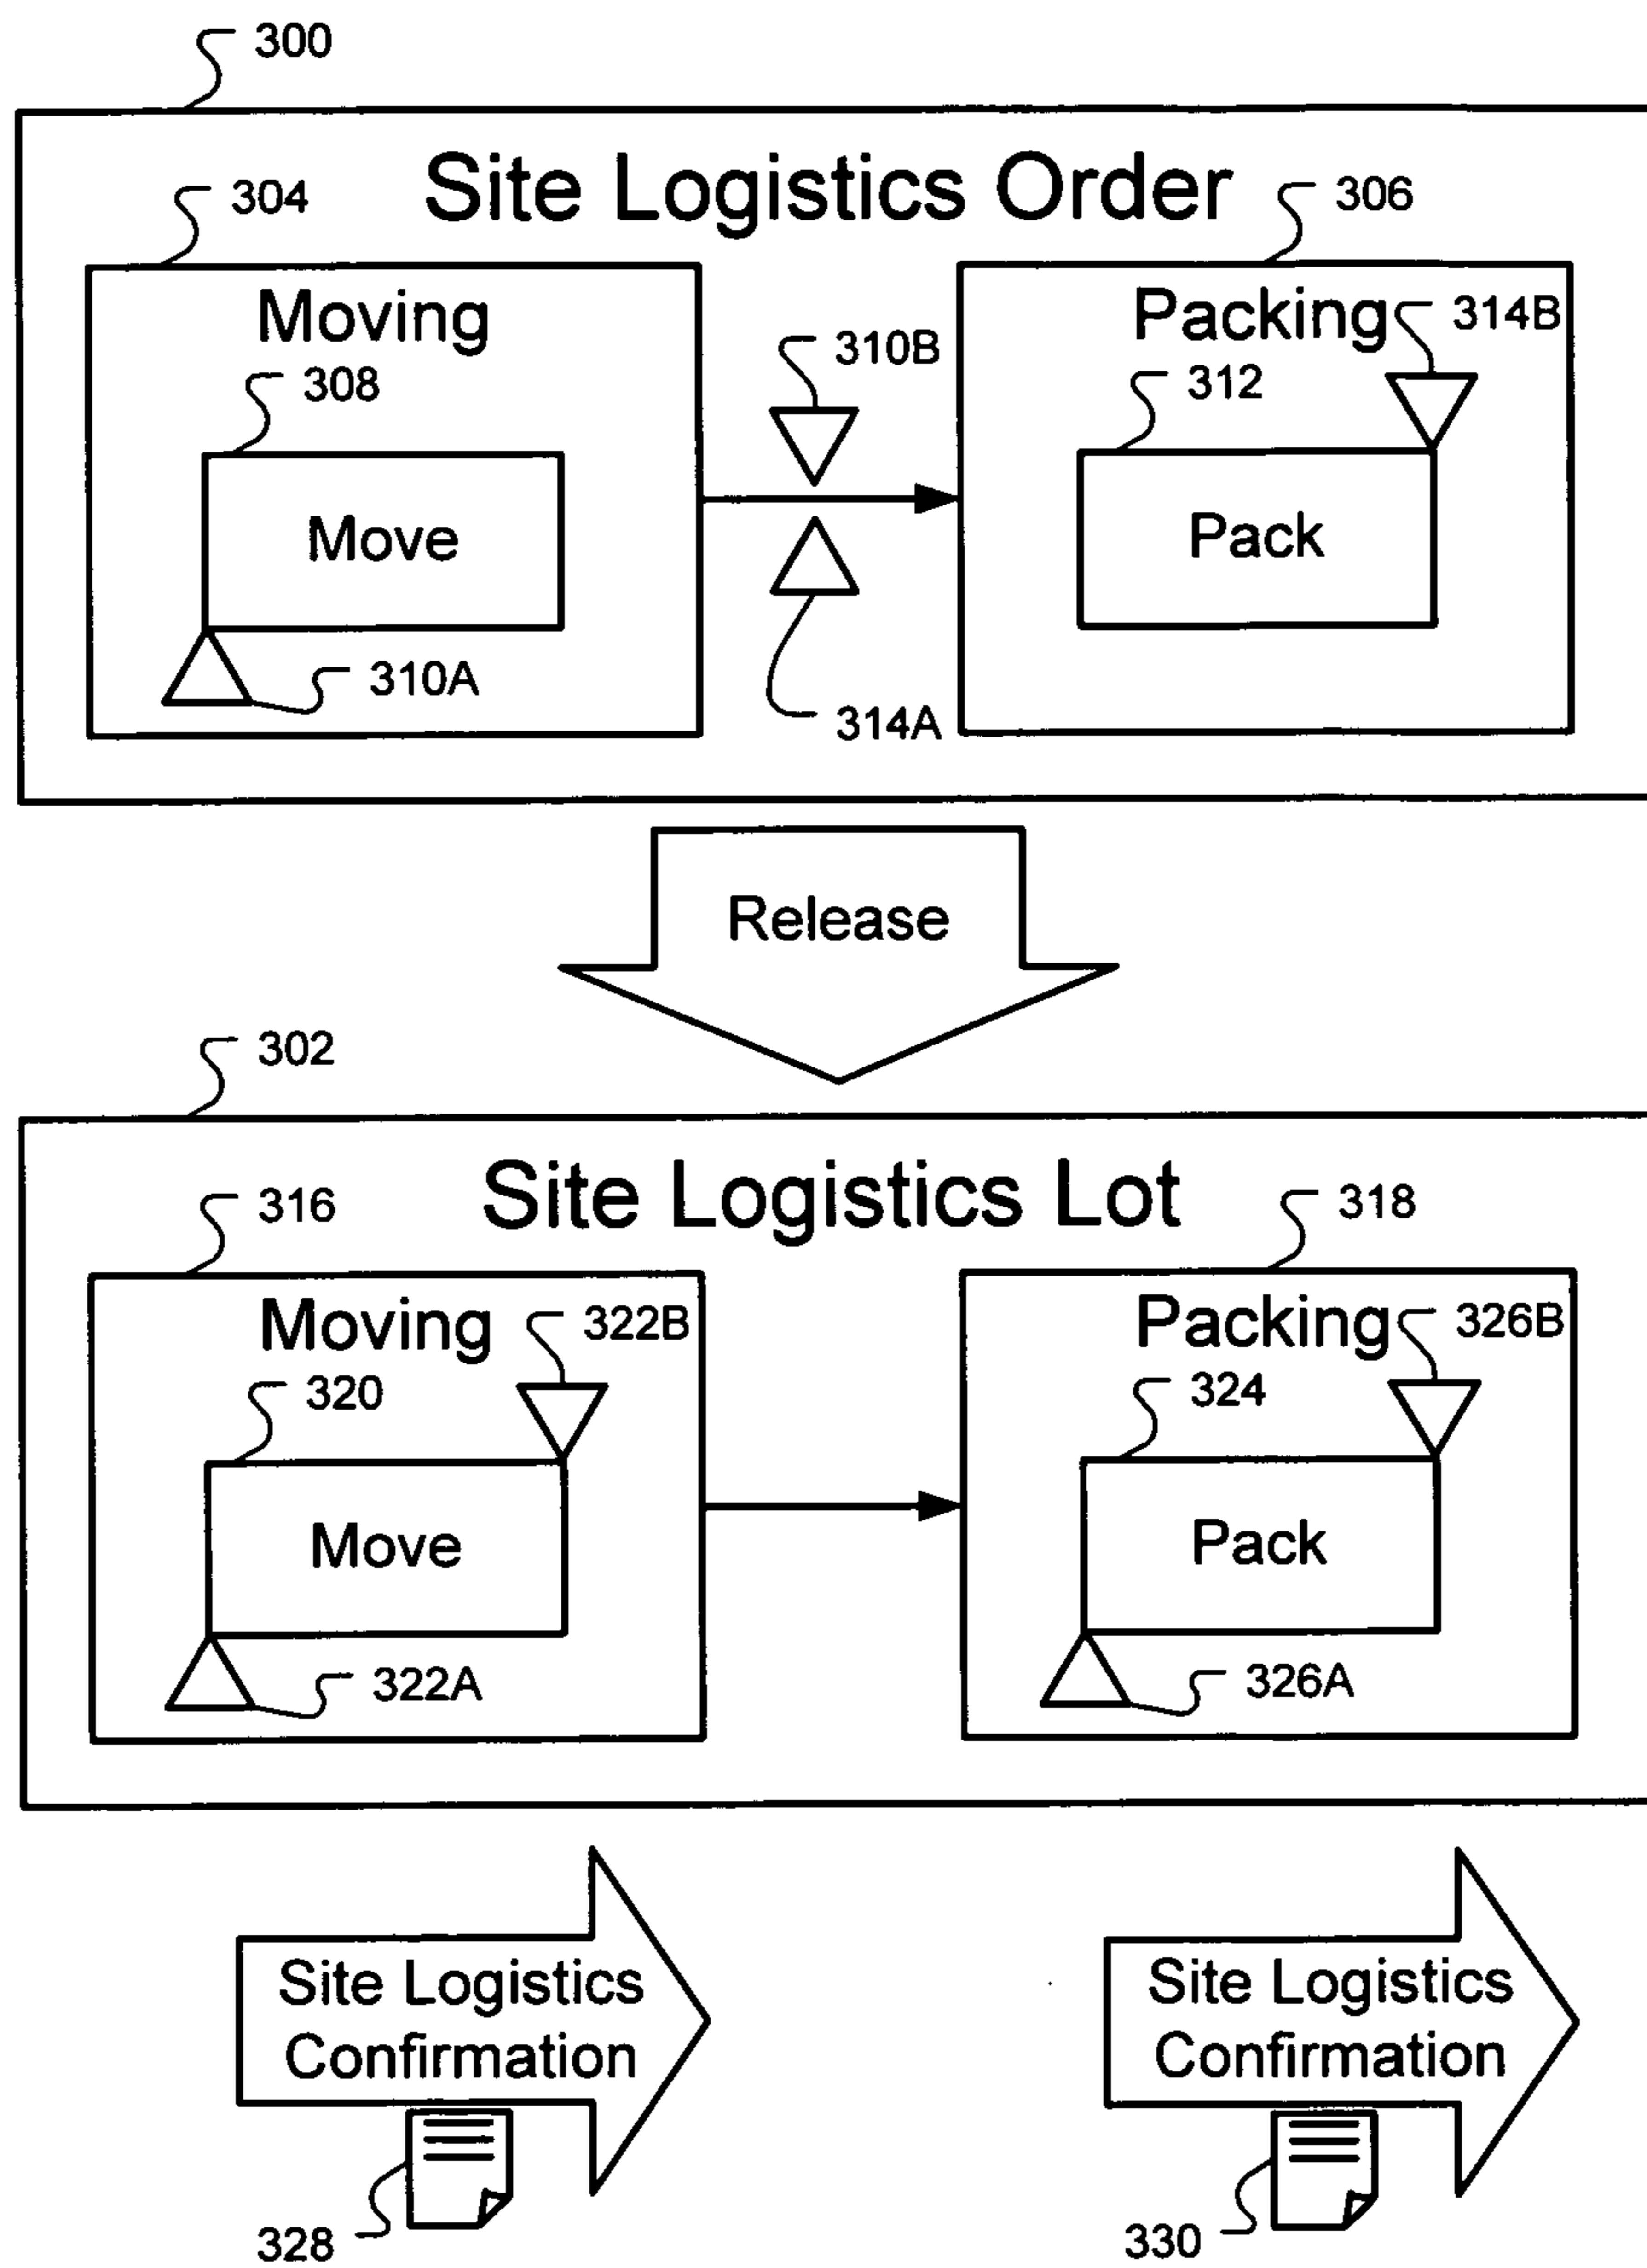 300
Site Logistics Order
304
306
Moving
Packing
314B
310B
308
312
Move
Pack
310A
314A
Release
302
Site Logistics Lot
316
318
Moving
322B
Packing
326B
320
324
Move
Pack
322A
326A
Site Logistics
Confirmation
Site Logistics
Confirmation
328
330